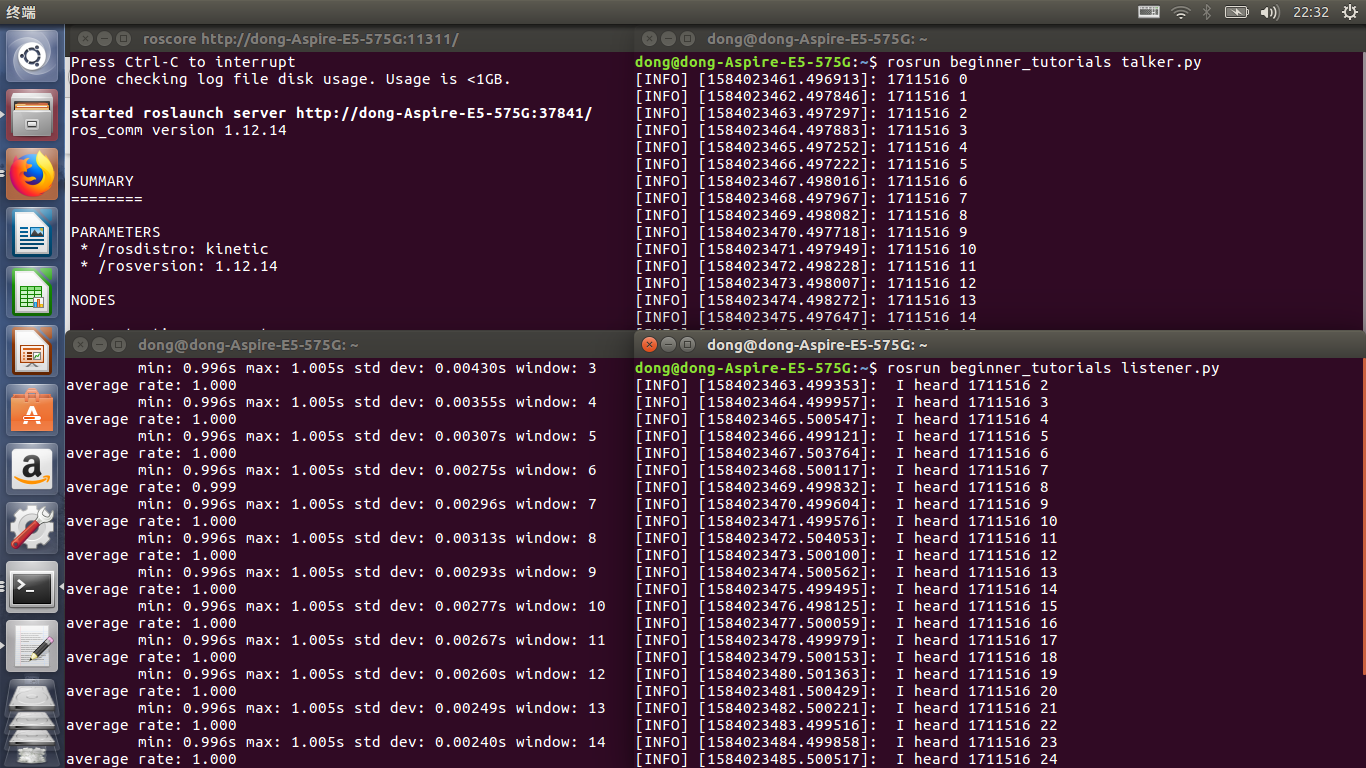 终端
22:32
roscore http://dong-Aspire-E5-575G:11311/
Press Ctrl-C to interrupt
Done checking log file disk usage. Usage is <1GB.
started roslaunch server http://dong-Aspire-E5-575G:37841/
ros_comm version 1.12.14
SUMMARY
========
PARAMETERS
* /rosdistro: kinetic
* /rosversion: 1.12.14
NODES
dong@dong-Aspire-E5-575G: ~
dong@dong-Aspire-E5-575G:~$ rosrun beginner_tutorials talker.py
[INFO] [1584023461.496913]: 1711516 0
[INFO] [1584023462.497846]: 1711516 1
[INFO] [1584023463.497297]: 1711516 2
[INFO] [1584023464.497883]: 1711516 3
[INFO] [1584023465.497252]: 1711516 4
[INFO] [1584023466.497222]: 1711516 5
[INFO] [1584023467.498016]: 1711516 6
[INFO] [1584023468.497967]: 1711516 7
[INFO] [1584023469.498082]: 1711516 8
[INFO] [1584023470.497718]: 1711516 9
[INFO] [1584023471.497949]: 1711516 10
[INFO] [1584023472.498228]: 1711516 11
[INFO] [1584023473.498007]: 1711516 12
[INFO] [1584023474.498272]: 1711516 13
[INFO] [1584023475.497647]: 1711516 14
dong@dong-Aspire-E5-575G: ~
min: 0.996s max: 1.005s std dev: 0.00430s window: 3
average rate: 1.000
min: 0.996s max: 1.005s std dev: 0.00355s window: 4
average rate: 1.000
min: 0.996s max: 1.005s std dev: 0.00307s window: 5
average rate: 1.000
min: 0.996s max: 1.005s std dev: 0.00275s window: 6
average rate: 0.999
min: 0.996s max: 1.005s std dev: 0.00296s window: 7
average rate: 1.000
min: 0.996s max: 1.005s std dev: 0.00313s window: 8
average rate: 1.000
min: 0.996s max: 1.005s std dev: 0.00293s window: 9
average rate: 1.000
min: 0.996s max: 1.005s std dev: 0.00277s window: 10
average rate: 1.000
min: 0.996s max: 1.005s std dev: 0.00267s window: 11
average rate: 1.000
min: 0.996s max: 1.005s std dev: 0.00260s window: 12
average rate: 1.000
min: 0.996s max: 1.005s std dev: 0.00249s window: 13
average rate: 1.000
min: 0.996s max: 1.005s std dev: 0.00240s window: 14
average rate: 1.000
dong@dong-Aspire-E5-575G: ~
dong@dong-Aspire-E5-575G:~$ rosrun beginner_tutorials listener.py
[INFO] [1584023463.499353]: I heard 1711516 2
[INFO] [1584023464.499957]: I heard 1711516 3
[INFO] [1584023465.500547]: I heard 1711516 4
[INFO] [1584023466.499121]: I heard 1711516 5
[INFO] [1584023467.503764]: I heard 1711516 6
[INFO] [1584023468.500117]: I heard 1711516 7
[INFO] [1584023469.499832]: I heard 1711516 8
[INFO] [1584023470.499604]: I heard 1711516 9
[INFO] [1584023471.499576]: I heard 1711516 10
[INFO] [1584023472.504053]: I heard 1711516 11
[INFO] [1584023473.500100]: I heard 1711516 12
[INFO] [1584023474.500562]: I heard 1711516 13
[INFO] [1584023475.499495]: I heard 1711516 14
[INFO] [1584023476.498125]: I heard 1711516 15
[INFO] [1584023477.500059]: I heard 1711516 16
[INFO] [1584023478.499979]: I heard 1711516 17
[INFO] [1584023479.500153]: I heard 1711516 18
[INFO] [1584023480.501363]: I heard 1711516 19
[INFO] [1584023481.500429]: I heard 1711516 20
[INFO] [1584023482.500221]: I heard 1711516 21
[INFO] [1584023483.499516]: I heard 1711516 22
[INFO] [1584023484.499858]: I heard 1711516 23
[INFO] [1584023485.500517]: I heard 1711516 24